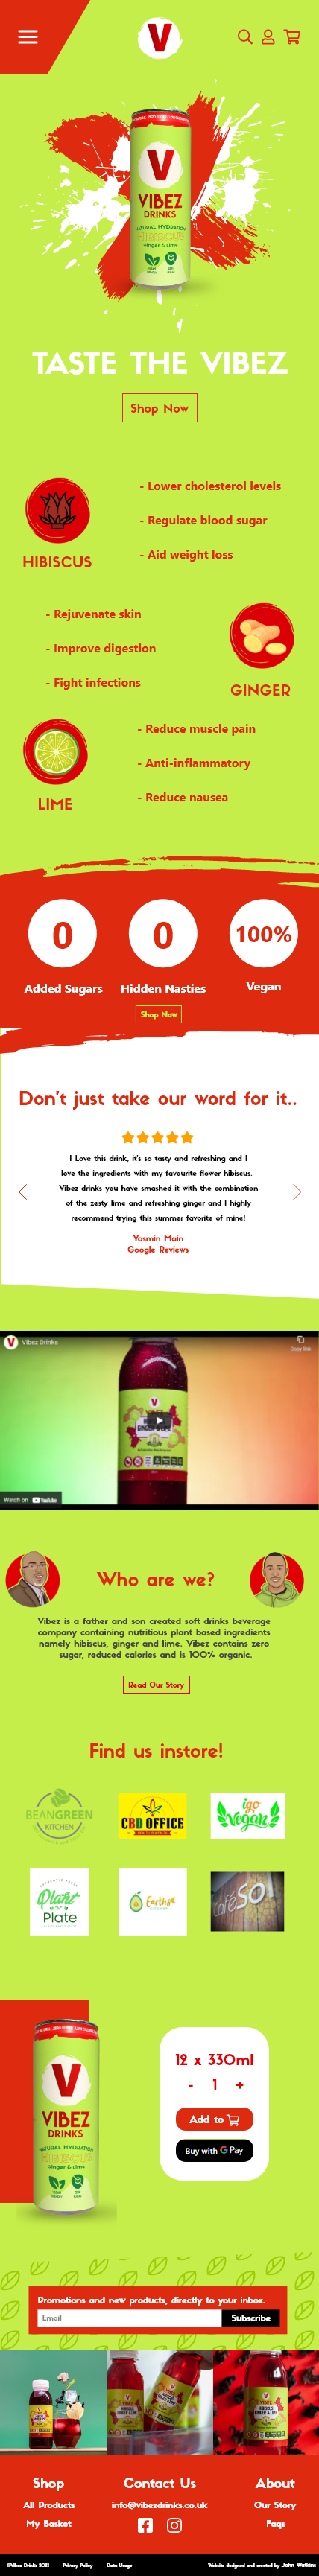 V
VIBEZ
DRINKS
NATURAL HYDRATION
HIBISCUS
Ginger & Lime
TASTE THE VIBEZ
Shop Now
- Lower cholesterol levels
- Regulate blood sugar
- Aid weight loss
HIBISCUS
- Rejuvenate skin
- Improve digestion
- Fight infections
GINGER
- Reduce muscle pain
- Anti-inflammatory
- Reduce nausea
LIME
0
0
100%
Added Sugars
Hidden Nasties
Vegan
Shop Now
Don't just take our word for it..
I Love this drink, it's so tasty and refreshing and I
love the ingredients with my favourite flower hibiscus.
Vibez drinks you have smashed it with the combination
of the zesty lime and refreshing ginger and I highly
recommend trying this summer favorite of mine!
Yasmin Main
Google Reviews
V
Vibez Drinks
Copy link
VIBEZ
GINGER & LIME
Watch on YouTube
Who are we?
Vibez is a father and son created soft drinks beverage
company containing nutritional plant based ingredients
namely hibiscus, ginger and lime. Vibez contains zero
sugar, reduced calories and is 100% organic.
Read Our Story
Find us instore!
BEANGREEN
KITCHEN
CBD OFFICE
igo
vegan
Plant
Plate
Earthise
KITCHEN
café SOL
V
VIBEZ
DRINKS
NATURAL HYDRATION
HIBISCUS
Ginger & Lime
12 x 330ml
- 1 +
Add to
Buy with G Pay
Promotions and new products, directly to your inbox.
Email
Subscribe
Shop
All Products
My Basket
Contact Us
info@vibezdrinks.co.uk
About
Our Story
Faqs
©Vibez Drinks 2021
Privacy Policy
Data Usage
Website designed and created by John Watkins